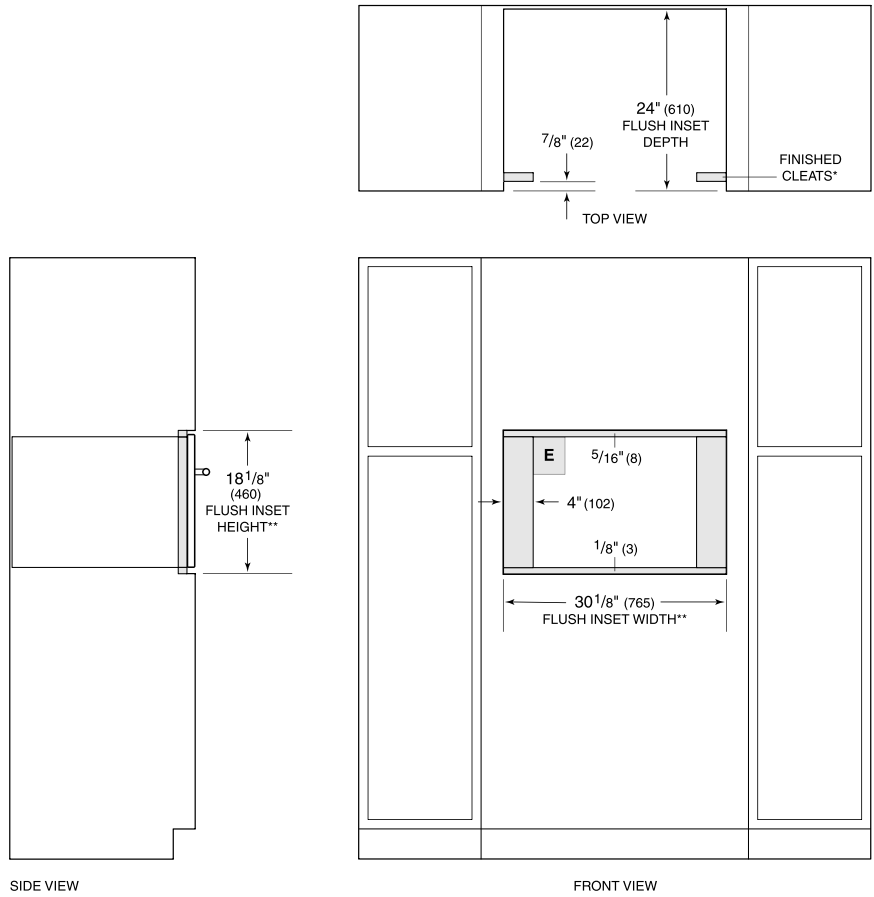 24" (610)
FLUSH INSET
DEPTH
7/8" (22)
FINISHED
CLEATS*
TOP VIEW
18 1/8"
(460)
FLUSH INSET
HEIGHT**
E
5/16" (8)
4" (102)
1/8" (3)
30 1/8" (765)
FLUSH INSET WIDTH**
SIDE VIEW
FRONT VIEW